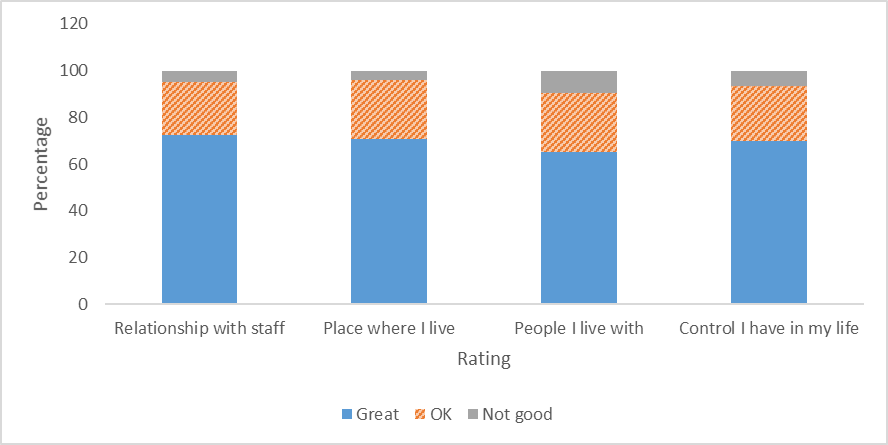 120
100
80
60
40
20
0
Percentage
Relationship with staff
Place where I live
People I live with
Control I have in my life
Rating
Great
OK
Not good